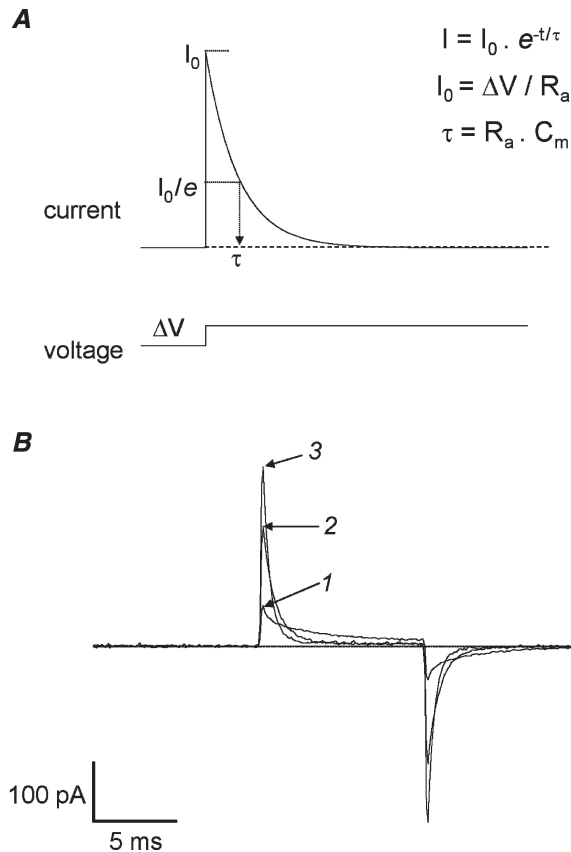 A
I = I₀ . e⁻ᵗ/τ
I₀
I₀ = ΔV / Rₐ
τ = Rₐ . Cₘ
I₀/e
current
τ
ΔV
voltage
B
3
2
1
100 pA
5 ms